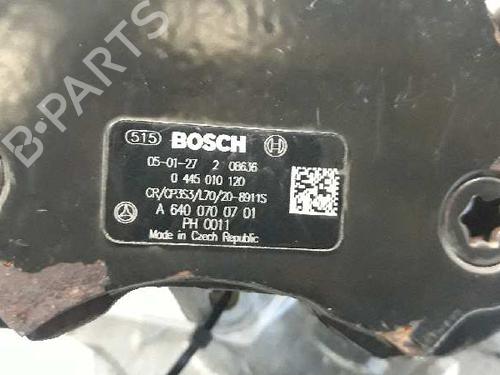 B-PARTS
515 BOSCH
05-01-27 2 08636
0 445 010 120
CR/CP3S3/L70/20-8911S
A 640 070 07 01
PH 0011
Made in Czech Republic